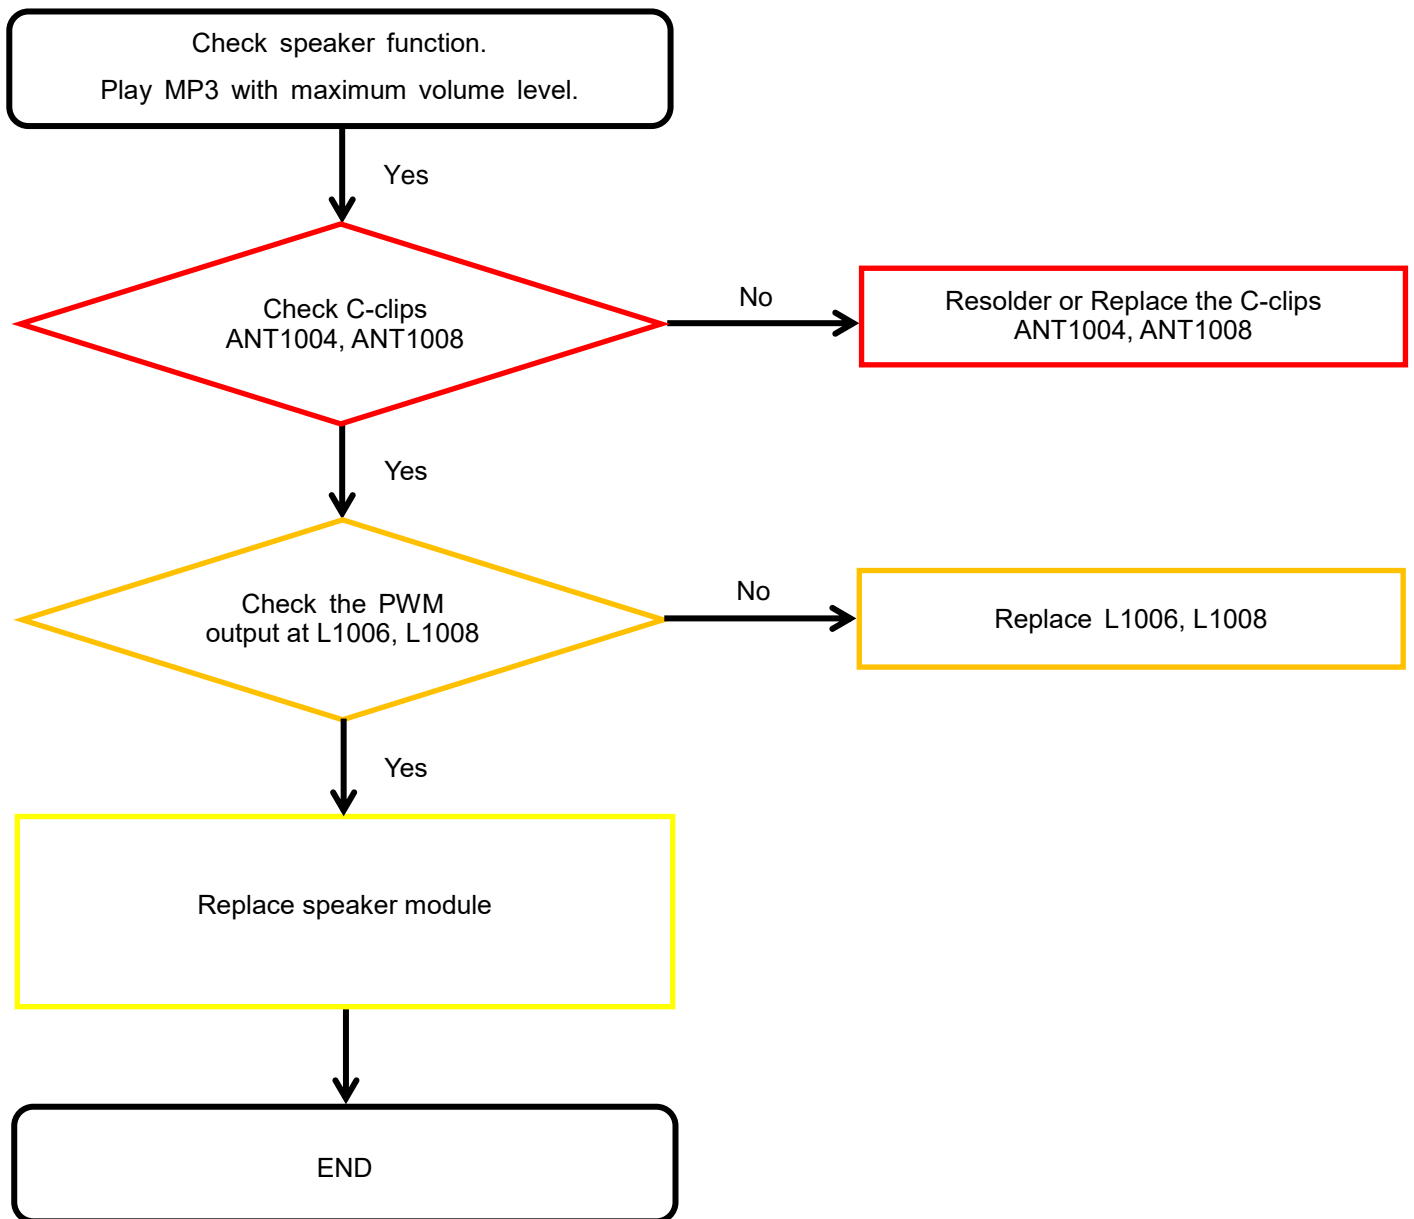 Check speaker function.
Play MP3 with maximum volume level.
Yes
Check C-clips
ANT1004, ANT1008
No
Resolder or Replace the C-clips
ANT1004, ANT1008
Yes
Check the PWM
output at L1006, L1008
No
Replace L1006, L1008
Yes
Replace speaker module
END